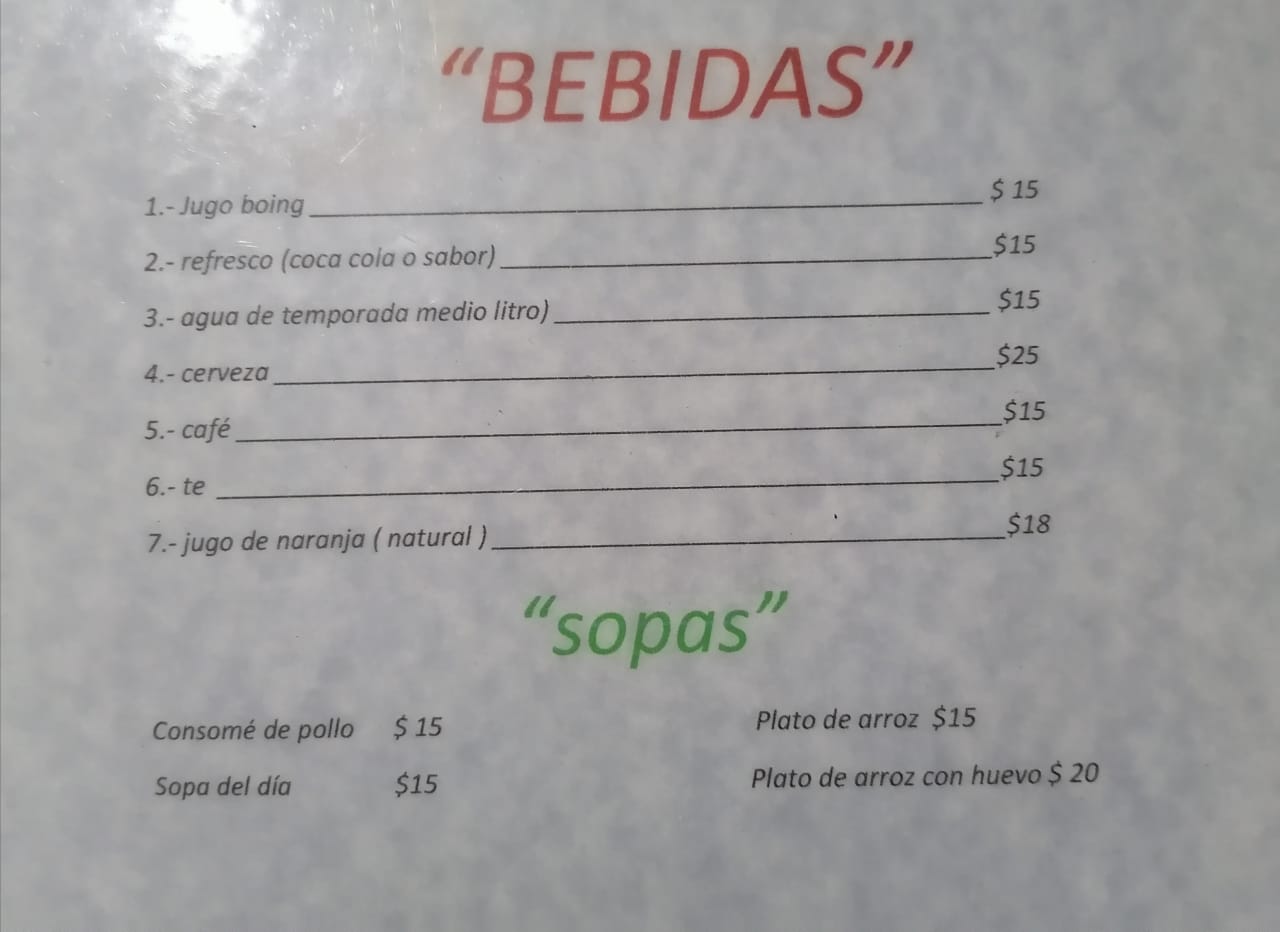 “BEBIDAS”
1.- Jugo boing $ 15
2.- refresco (coca cola o sabor) $15
3.- agua de temporada medio litro) $15
4.- cerveza $25
5.- café $15
6.- te $15
7.- jugo de naranja ( natural ) $18
“sopas”
Consomé de pollo $ 15 Plato de arroz $15
Sopa del día $15 Plato de arroz con huevo $ 20